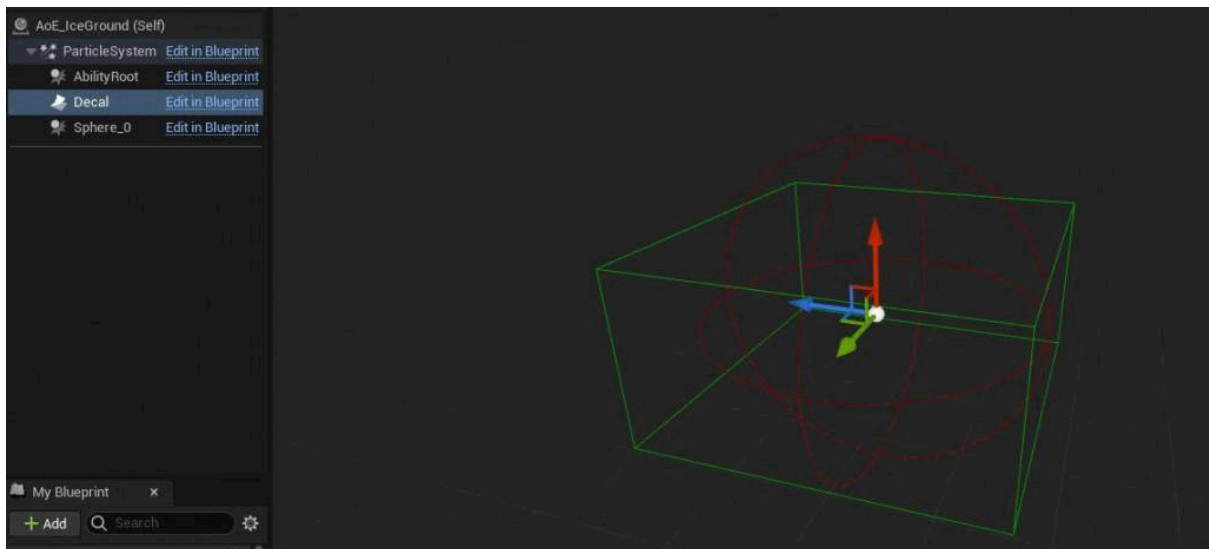 AoE_IceGround (Self)
ParticleSystem Edit in Blueprint
AbilityRoot Edit in Blueprint
Decal Edit in Blueprint
Sphere_0 Edit in Blueprint
My Blueprint ×
+ Add Search